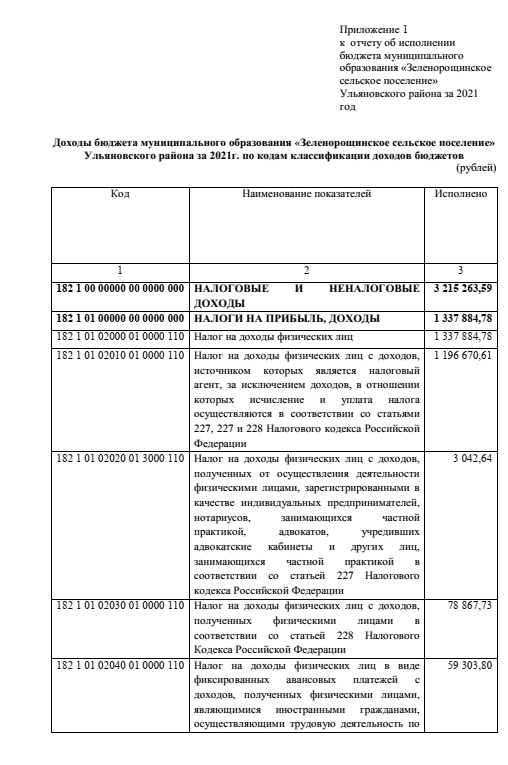 Приложение 1
к отчету об исполнении
бюджета муниципального
образования «Зеленорощинское
сельское поселение»
Ульяновского района за 2021
год
Доходы бюджета муниципального образования «Зеленорощинское сельское поселение»
Ульяновского района за 2021г. по кодам классификации доходов бюджетов
(рублей)
Код Наименование показателей Исполнено
1 2 3
182 1 00 00000 00 0000 000 НАЛОГОВЫЕ И НЕНАЛОГОВЫЕ 3 215 263,59
ДОХОДЫ
182 1 01 00000 00 0000 000 НАЛОГИ НА ПРИБЫЛЬ, ДОХОДЫ 1 337 884,78
182 1 01 02000 01 0000 110 Налог на доходы физических лиц 1 337 884,78
182 1 01 02010 01 0000 110 Налог на доходы физических лиц с доходов, 1 196 670,61
источником которых является налоговый
агент, за исключением доходов, в отношении
которых исчисление и уплата налога
осуществляются в соответствии со статьями
227, 227 и 228 Налогового кодекса Российской
Федерации
182 1 01 02020 01 3000 110 Налог на доходы физических лиц с доходов, 3 042,64
полученных от осуществления деятельности
физическими лицами, зарегистрированными в
качестве индивидуальных предпринимателей,
нотариусов, занимающихся частной
практикой, адвокатов, учредивших
адвокатские кабинеты и других лиц,
занимающихся частной практикой в
соответствии со статьей 227 Налогового
кодекса Российской Федерации
182 1 01 02030 01 0000 110 Налог на доходы физических лиц с доходов, 78 867,73
полученных физическими лицами в
соответствии со статьей 228 Налогового
Кодекса Российской Федерации
182 1 01 02040 01 0000 110 Налог на доходы физических лиц в виде 59 303,80
фиксированных авансовых платежей с
доходов, полученных физическими лицами,
являющимися иностранными гражданами,
осуществляющими трудовую деятельность по